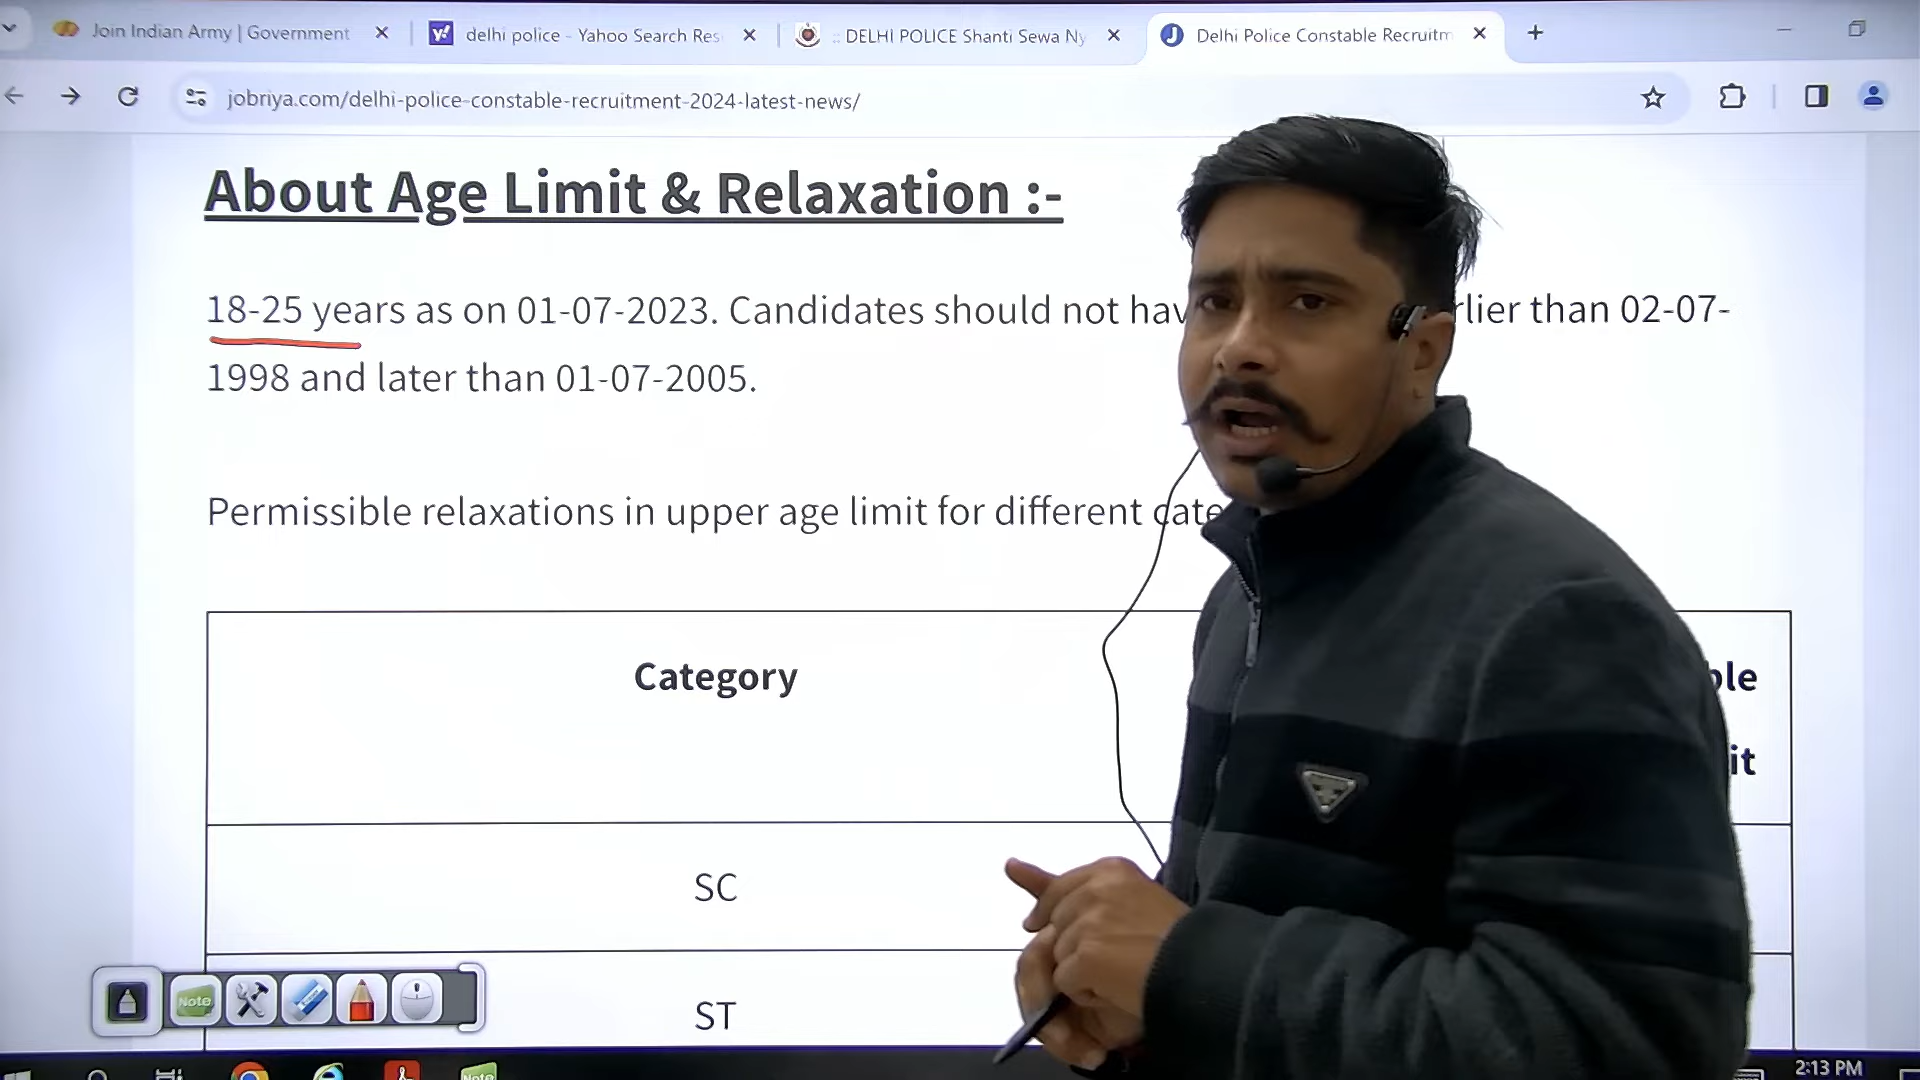 Join Indian Army | Government
delhi police - Yahoo Search Res
:: DELHI POLICE Shanti Sewa Ny
Delhi Police Constable Recruitm
jobriya.com/delhi-police-constable-recruitment-2024-latest-news/
About Age Limit & Relaxation :-
18-25 years as on 01-07-2023. Candidates should not hav rlier than 02-07-
1998 and later than 01-07-2005.
Permissible relaxations in upper age limit for different cate
Category
ble
it
SC
ST
Note
Note
2:13 PM